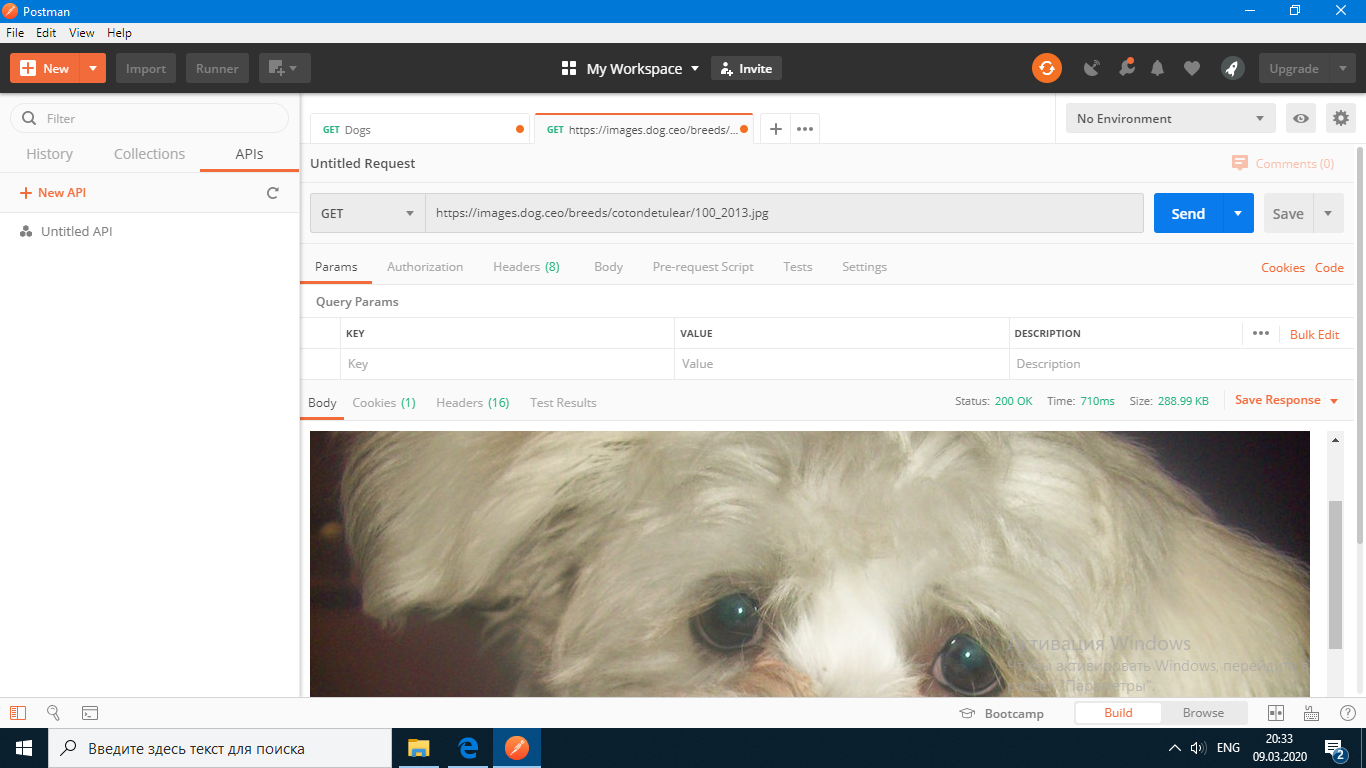 Postman
File Edit View Help
New Import Runner My Workspace Invite Upgrade
Filter
History Collections APIs
New API
Untitled API
GET Dogs GET https://images.dog.ceo/breeds/... No Environment
Untitled Request Comments (0)
GET https://images.dog.ceo/breeds/cotondetulear/100_2013.jpg Send Save
Params Authorization Headers (8) Body Pre-request Script Tests Settings Cookies Code
Query Params
KEY VALUE DESCRIPTION Bulk Edit
Key Value Description
Body Cookies (1) Headers (16) Test Results Status: 200 OK Time: 710ms Size: 288.99 KB Save Response
Активация Windows
Чтобы активировать Windows, перейдите в
"Параметры".
Bootcamp Build Browse
Введите здесь текст для поиска
ENG 20:33
09.03.2020
2